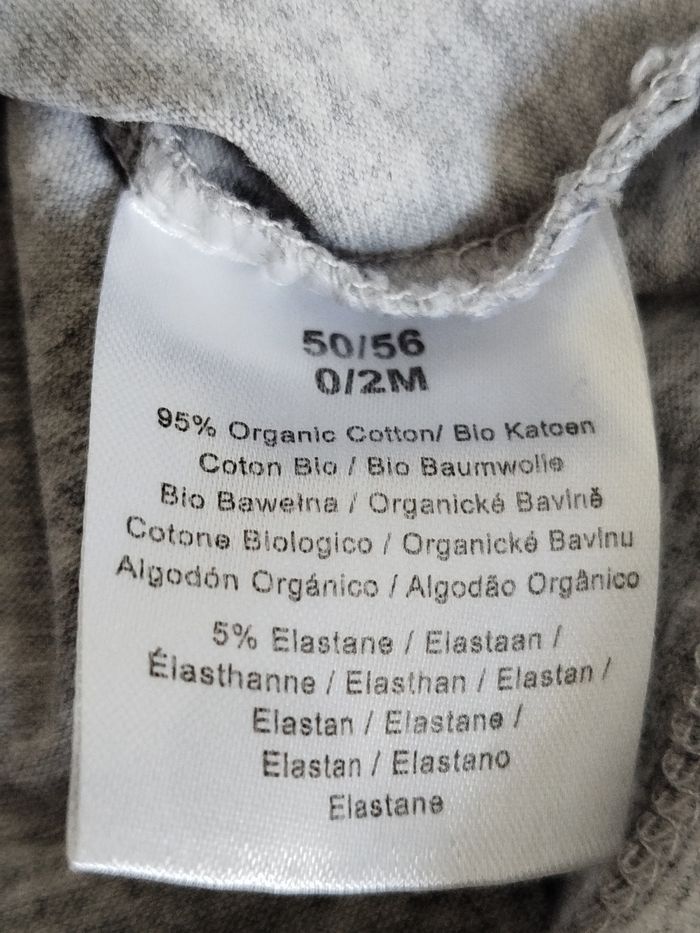 50/56
0/2M
95% Organic Cotton/ Bio Katoen
Coton Bio / Bio Baumwolle
Bio Bawełna / Organické Bavlně
Cotone Biologico / Organické Bavlnu
Algodón Orgánico / Algodão Orgânico
5% Elastane / Elastaan /
Élasthanne / Elasthan / Elastan /
Elastan / Elastane /
Elastan / Elastano
Elastane